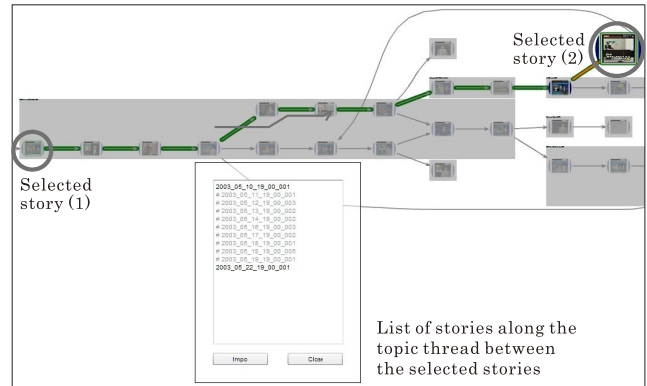 Selected
story (2)
Selected
story (1)
2003_05_10_19_00_001
# 2003_05_11_19_00_001
# 2003_05_12_19_00_003
# 2003_05_13_19_00_002
# 2003_05_14_19_00_002
# 2003_05_16_19_00_003
# 2003_05_17_19_00_002
# 2003_05_18_19_00_001
# 2003_05_18_19_00_005
# 2003_05_19_19_00_001
2003_05_22_19_00_001
Impo
Close
List of stories along the
topic thread between
the selected stories